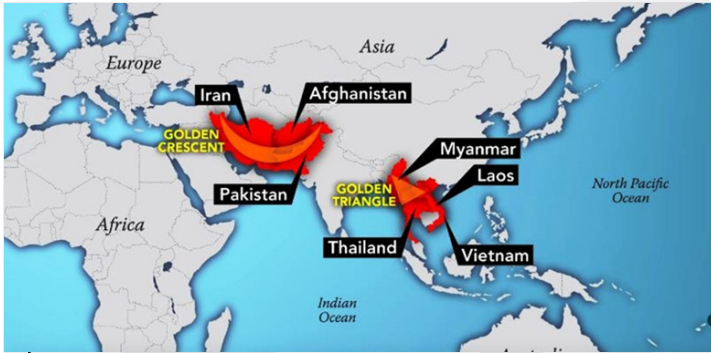 Asia
Europe
Iran
Afghanistan
GOLDEN
CRESCENT
Myanmar
Laos
Pakistan
GOLDEN
TRIANGLE
North Pacific
Ocean
Africa
Thailand
Vietnam
Indian
Ocean